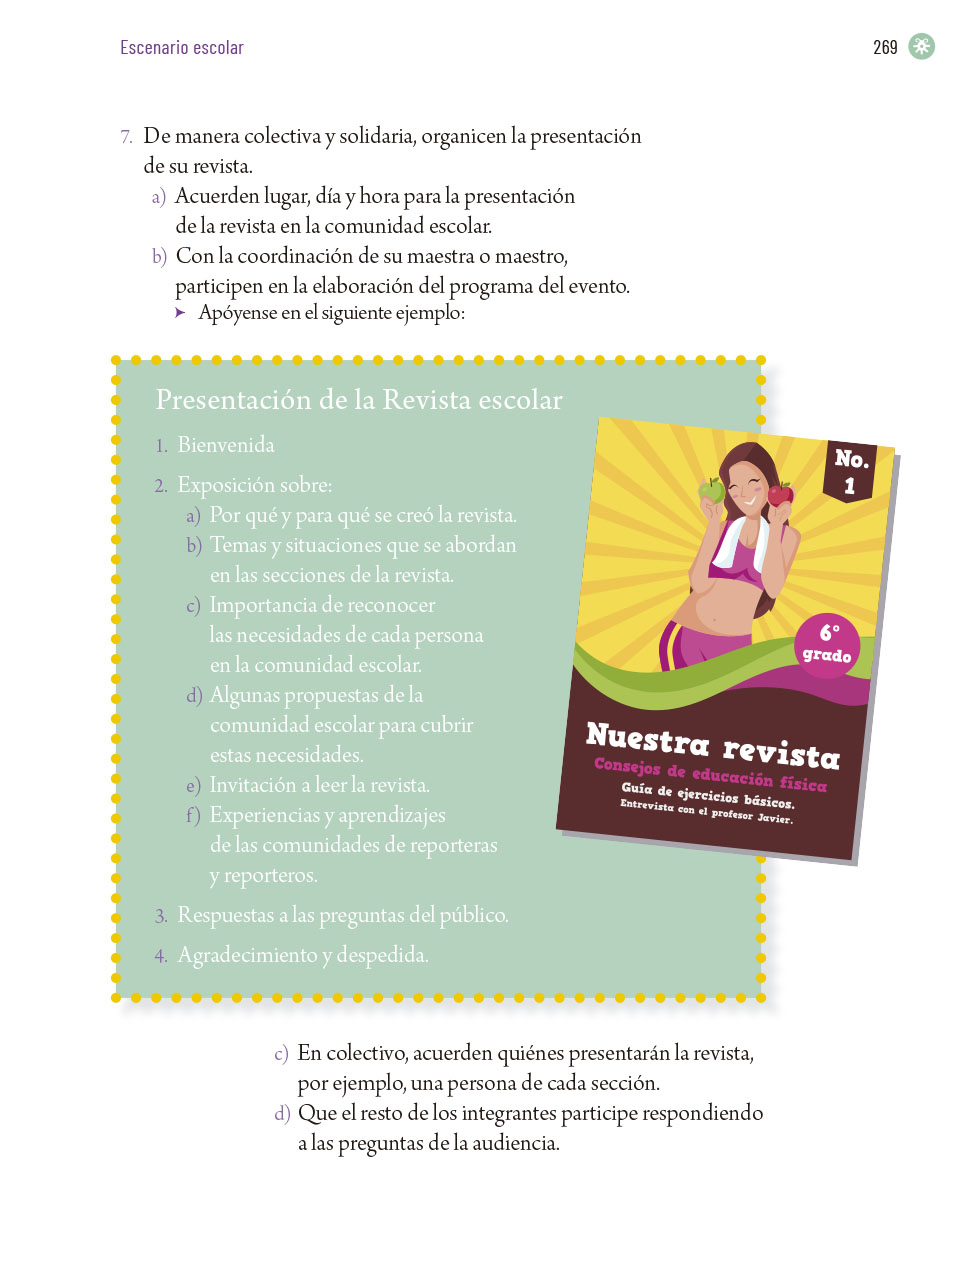 Escenario escolar
269
7. De manera colectiva y solidaria, organicen la presentación
de su revista.
a) Acuerden lugar, día y hora para la presentación
de la revista en la comunidad escolar.
b) Con la coordinación de su maestra o maestro,
participen en la elaboración del programa del evento.
➤ Apóyense en el siguiente ejemplo:
Presentación de la Revista escolar
1. Bienvenida
2. Exposición sobre:
a) Por qué y para qué se creó la revista.
b) Temas y situaciones que se abordan
en las secciones de la revista.
c) Importancia de reconocer
las necesidades de cada persona
en la comunidad escolar.
d) Algunas propuestas de la
comunidad escolar para cubrir
estas necesidades.
e) Invitación a leer la revista.
f) Experiencias y aprendizajes
de las comunidades de reporteras
y reporteros.
3. Respuestas a las preguntas del público.
4. Agradecimiento y despedida.
No.
1
6°
grado
Nuestra revista
Consejos de educación física
Guía de ejercicios básicos.
Entrevista con el profesor Javier.
c) En colectivo, acuerden quiénes presentarán la revista,
por ejemplo, una persona de cada sección.
d) Que el resto de los integrantes participe respondiendo
a las preguntas de la audiencia.